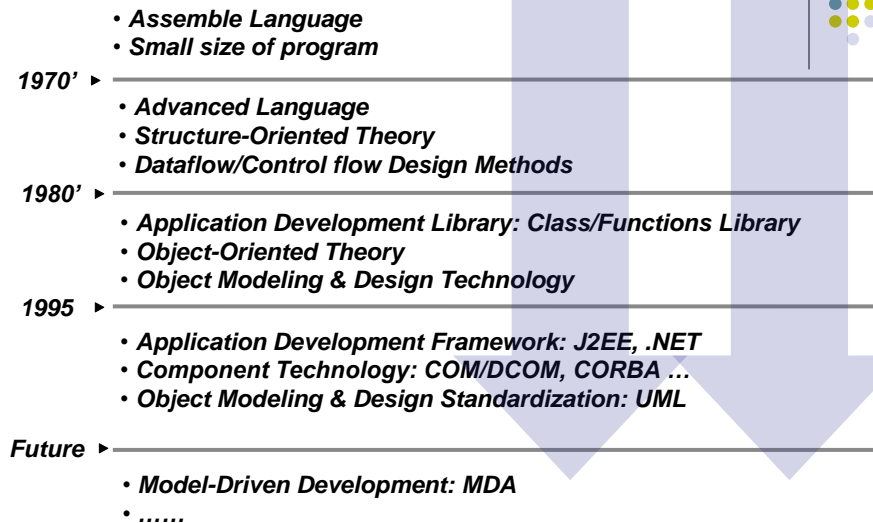 • Assemble Language
• Small size of program
1970' ►
• Advanced Language
• Structure-Oriented Theory
• Dataflow/Control flow Design Methods
1980' ►
• Application Development Library: Class/Functions Library
• Object-Oriented Theory
• Object Modeling & Design Technology
1995 ►
• Application Development Framework: J2EE, .NET
• Component Technology: COM/DCOM, CORBA …
• Object Modeling & Design Standardization: UML
Future ►
• Model-Driven Development: MDA
• ……